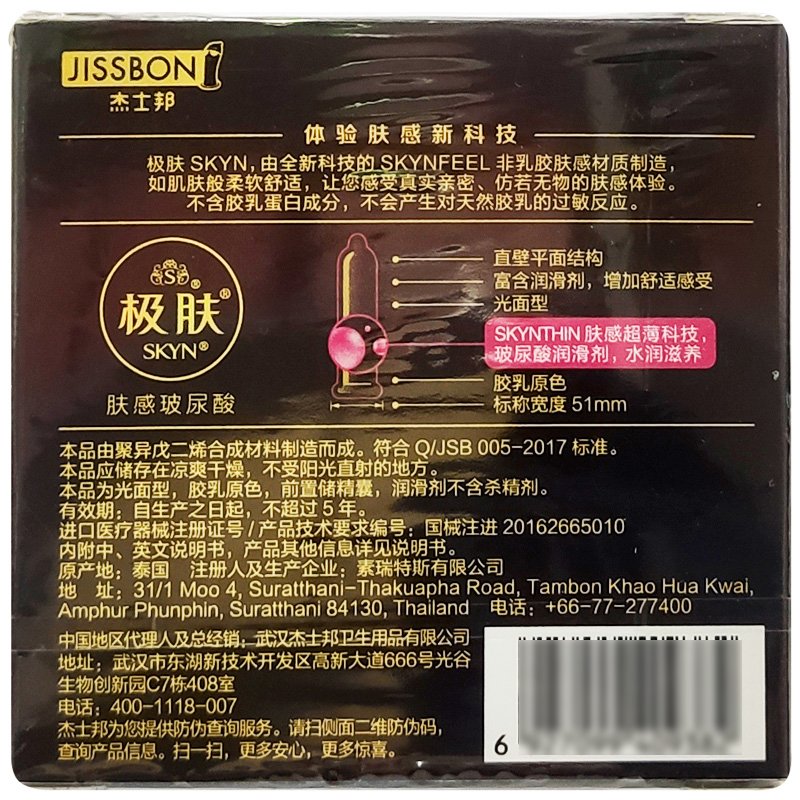 JISSBON
杰士邦
体验肤感新科技
极肤 SKYN, 由全新科技的 SKYNFEEL 非乳胶肤感材质制造，
如肌肤般柔软舒适，让您感受真实亲密、仿若无物的肤感体验。
不含胶乳蛋白成分，不会产生对天然胶乳的过敏反应。
S®
极肤®
SKYN®
肤感玻尿酸
直壁平面结构
富含润滑剂，增加舒适感受
光面型
SKYNTHIN 肤感超薄科技，
玻尿酸润滑剂，水润滋养
胶乳原色
标称宽度 51mm
本品由聚异戊二烯合成材料制造而成。符合 Q/JSB 005-2017 标准。
本品应储存在凉爽干燥，不受阳光直射的地方。
本品为光面型，胶乳原色，前置储精囊，润滑剂不含杀精剂。
有效期：自生产之日起，不超过 5 年。
进口医疗器械注册证号 / 产品技术要求编号：国械注进 20162665010
内附中、英文说明书，产品其他信息详见说明书。
原产地：泰国 注册人及生产企业：素瑞特斯有限公司
地 址：31/1 Moo 4, Suratthani-Thakuapha Road, Tambon Khao Hua Kwai,
Amphur Phunphin, Suratthani 84130, Thailand 电话：+66-77-277400
中国地区代理人及总经销：武汉杰士邦卫生用品有限公司
地址：武汉市东湖新技术开发区高新大道666号光谷
生物创新园C7栋408室
电话：400-1118-007
杰士邦为您提供防伪查询服务。请扫侧面二维防伪码，
查询产品信息。扫一扫，更多安心，更多惊喜。
6